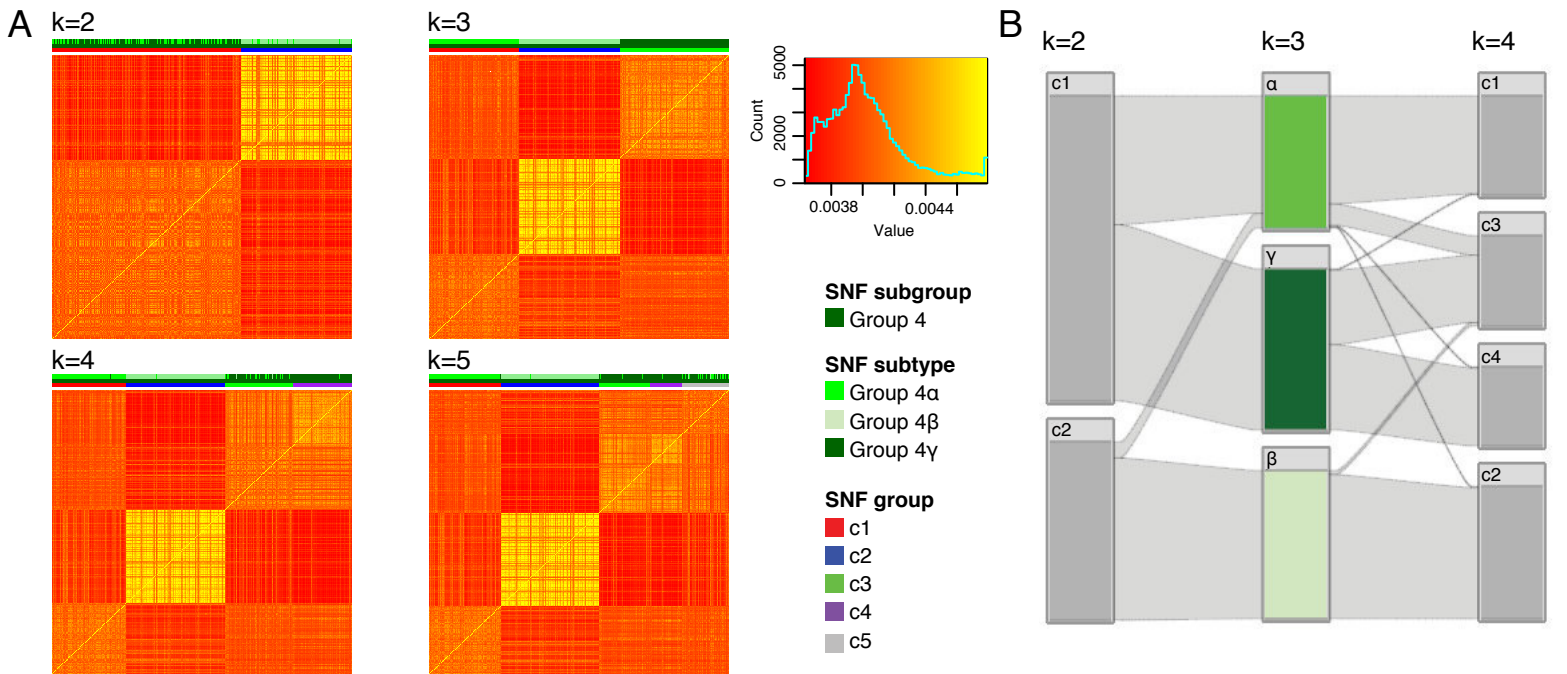 A
k=2
k=3
k=4
k=5
5000
2000
0
Count
0.0038
0.0044
Value
SNF subgroup
Group 4
SNF subtype
Group 4α
Group 4β
Group 4γ
SNF group
c1
c2
c3
c4
c5
B
k=2
k=3
k=4
c1
c2
α
γ
β
c1
c3
c4
c2